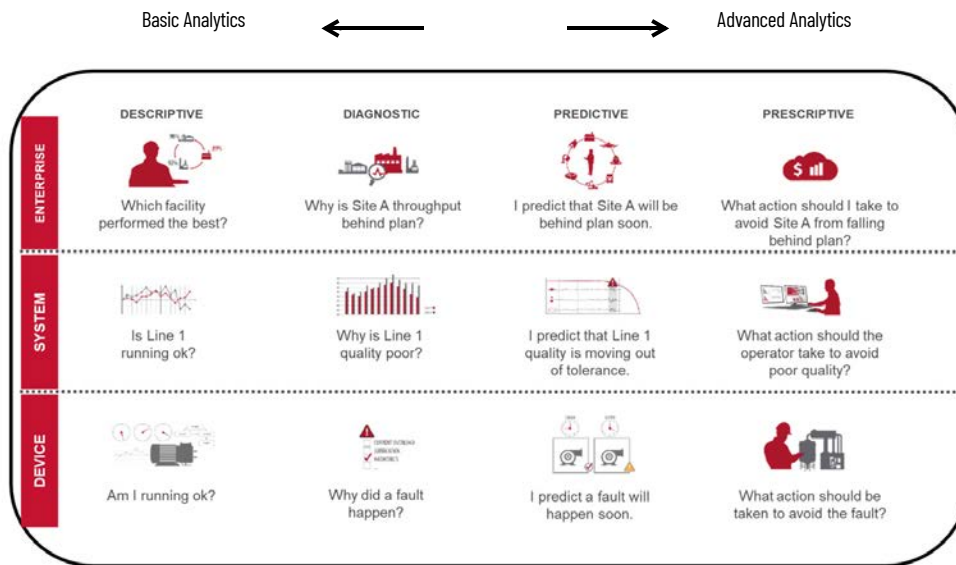 Basic Analytics
Advanced Analytics
DESCRIPTIVE
DIAGNOSTIC
PREDICTIVE
PRESCRIPTIVE
ENTERPRISE
Which facility
performed the best?
Why is Site A throughput
behind plan?
I predict that Site A will be
behind plan soon.
What action should I take to
avoid Site A from falling
behind plan?
SYSTEM
Is Line 1
running ok?
Why is Line 1
quality poor?
I predict that Line 1
quality is moving out
of tolerance.
What action should the
operator take to avoid
poor quality?
DEVICE
Am I running ok?
Why did a fault
happen?
I predict a fault will
happen soon.
What action should be
taken to avoid the fault?